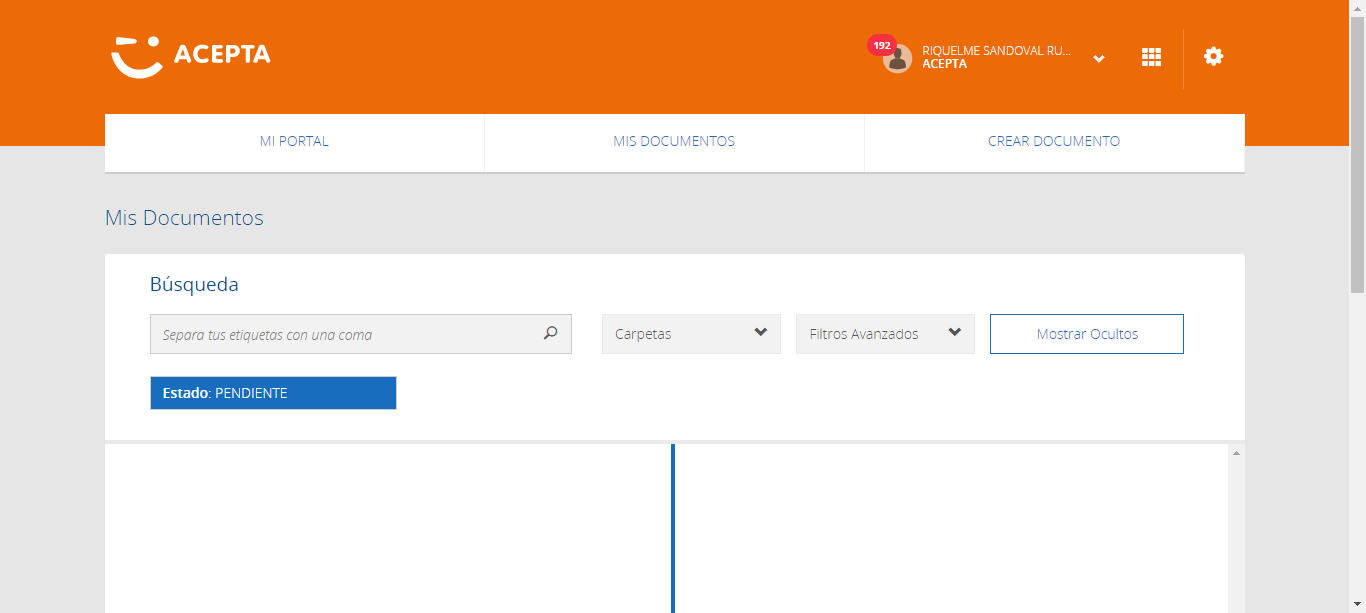 ACEPTA
192
RIQUELME SANDOVAL RU...
ACEPTA
MI PORTAL
MIS DOCUMENTOS
CREAR DOCUMENTO
Mis Documentos
Búsqueda
Separa tus etiquetas con una coma
Carpetas
Filtros Avanzados
Mostrar Ocultos
Estado: PENDIENTE